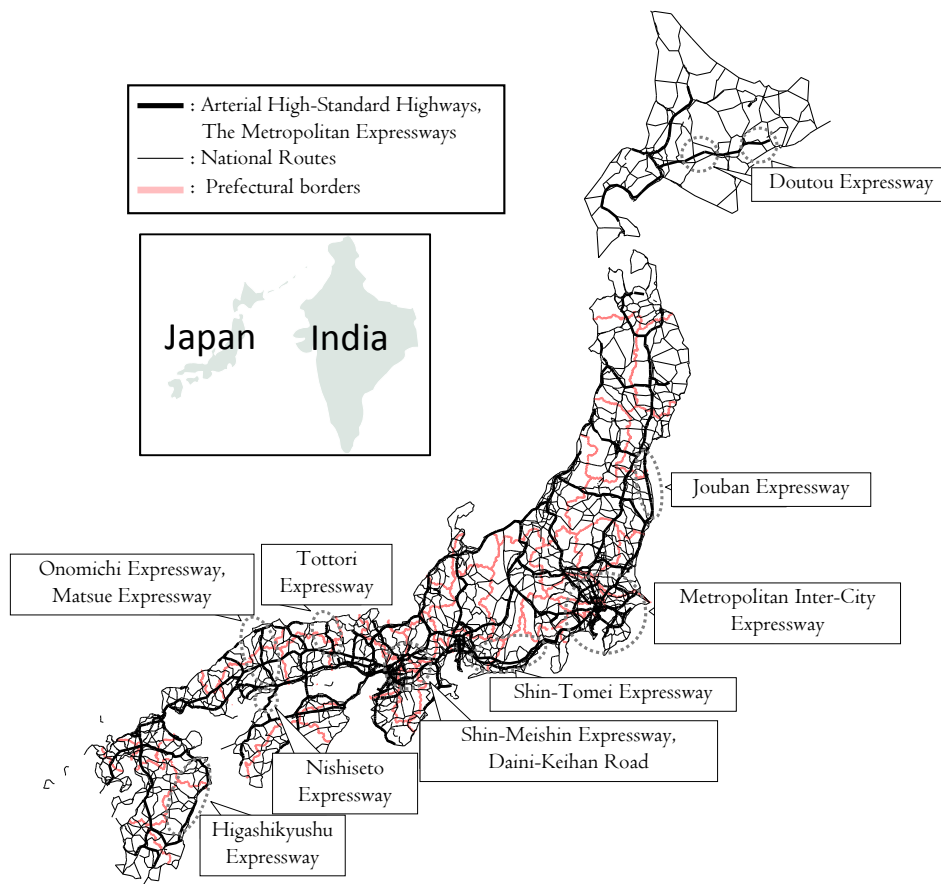 : Arterial High-Standard Highways,
The Metropolitan Expressways
: National Routes
: Prefectural borders
Doutou Expressway
Japan
India
Jouban Expressway
Onomichi Expressway,
Matsue Expressway
Tottori
Expressway
Metropolitan Inter-City
Expressway
Shin-Tomei Expressway
Shin-Meishin Expressway,
Daini-Keihan Road
Nishiseto
Expressway
Higashikyushu
Expressway